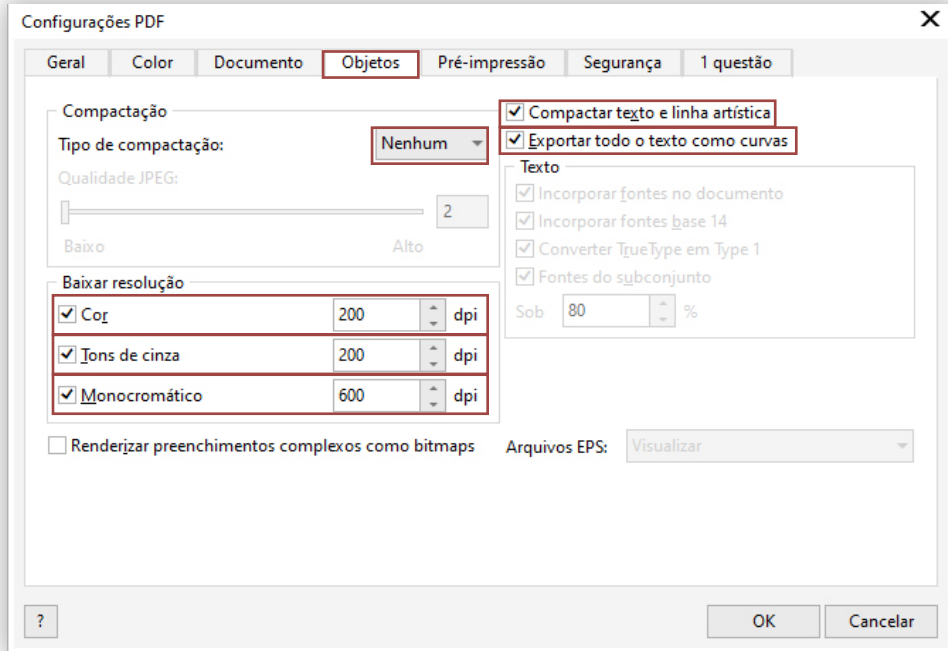 Configurações PDF
Geral Color Documento Objetos Pré-impressão Segurança 1 questão
Compactação
Tipo de compactação: Nenhum
Qualidade JPEG:
2
Baixo Alto
Compactar texto e linha artística
Exportar todo o texto como curvas
Texto
Incorporar fontes no documento
Incorporar fontes base 14
Converter TrueType em Type 1
Fontes do subconjunto
Sob 80 %
Baixar resolução
Cor 200 dpi
Tons de cinza 200 dpi
Monocromático 600 dpi
Renderizar preenchimentos complexos como bitmaps
Arquivos EPS: Visualizar
? OK Cancelar